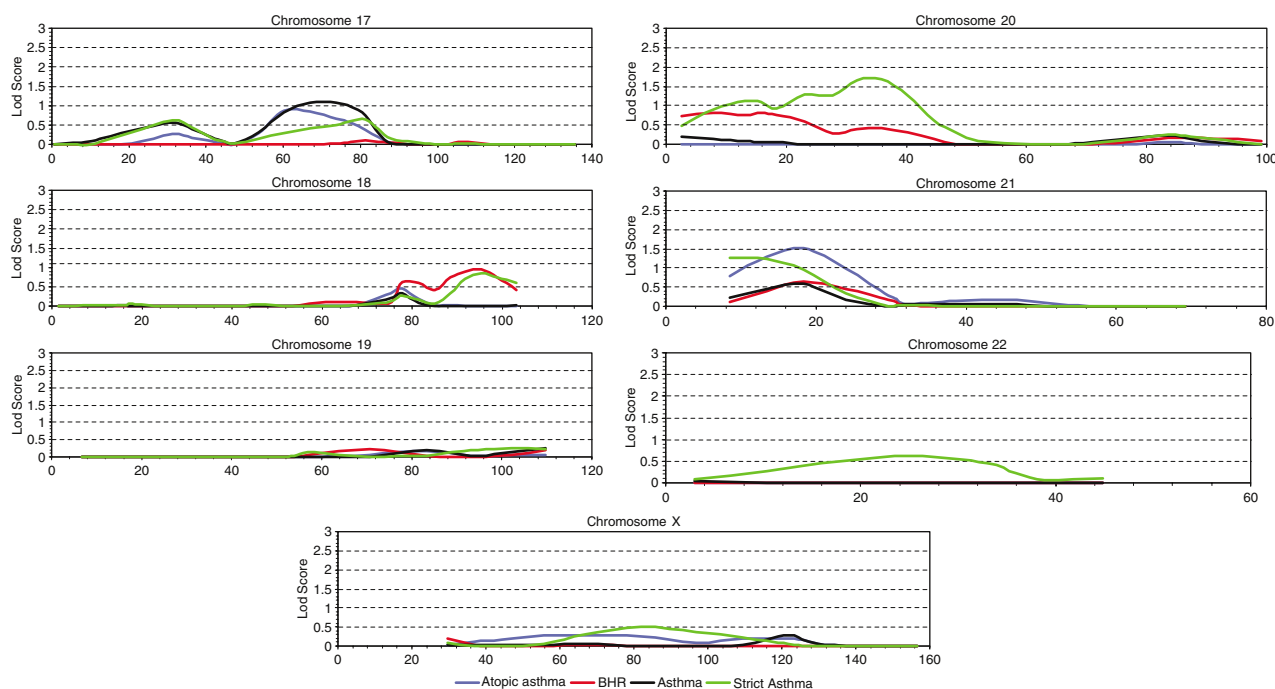 Chromosome 17
Lod Score
3
2.5
2
1.5
1
0.5
0
0 20 40 60 80 100 120 140
Chromosome 20
Lod Score
3
2.5
2
1.5
1
0.5
0
0 20 40 60 80 100
Chromosome 18
Lod Score
3
2.5
2
1.5
1
0.5
0
0 20 40 60 80 100 120
Chromosome 21
Lod Score
3
2.5
2
1.5
1
0.5
0
0 20 40 60 80
Chromosome 19
Lod Score
3
2.5
2
1.5
1
0.5
0
0 20 40 60 80 100 120
Chromosome 22
Lod Score
3
2.5
2
1.5
1
0.5
0
0 20 40 60
Chromosome X
Lod Score
3
2.5
2
1.5
1
0.5
0
0 20 40 60 80 100 120 140 160
Atopic asthma BHR Asthma Strict Asthma